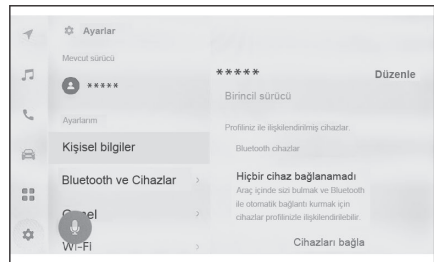 Ayarlar
Mevcut sürücü
*****
Ayarlarım
Kişisel bilgiler
Bluetooth ve Cihazlar
Genel
Wi-Fi
*****
Düzenle
Birincil sürücü
Profiliniz ile ilişkilendirilmiş cihazlar.
Bluetooth cihazlar
Hiçbir cihaz bağlanamadı
Araç içinde sizi bulmak ve Bluetooth
ile otomatik bağlantı kurmak için
cihazlar profilinizle ilişkilendirilebilir.
Cihazları bağla